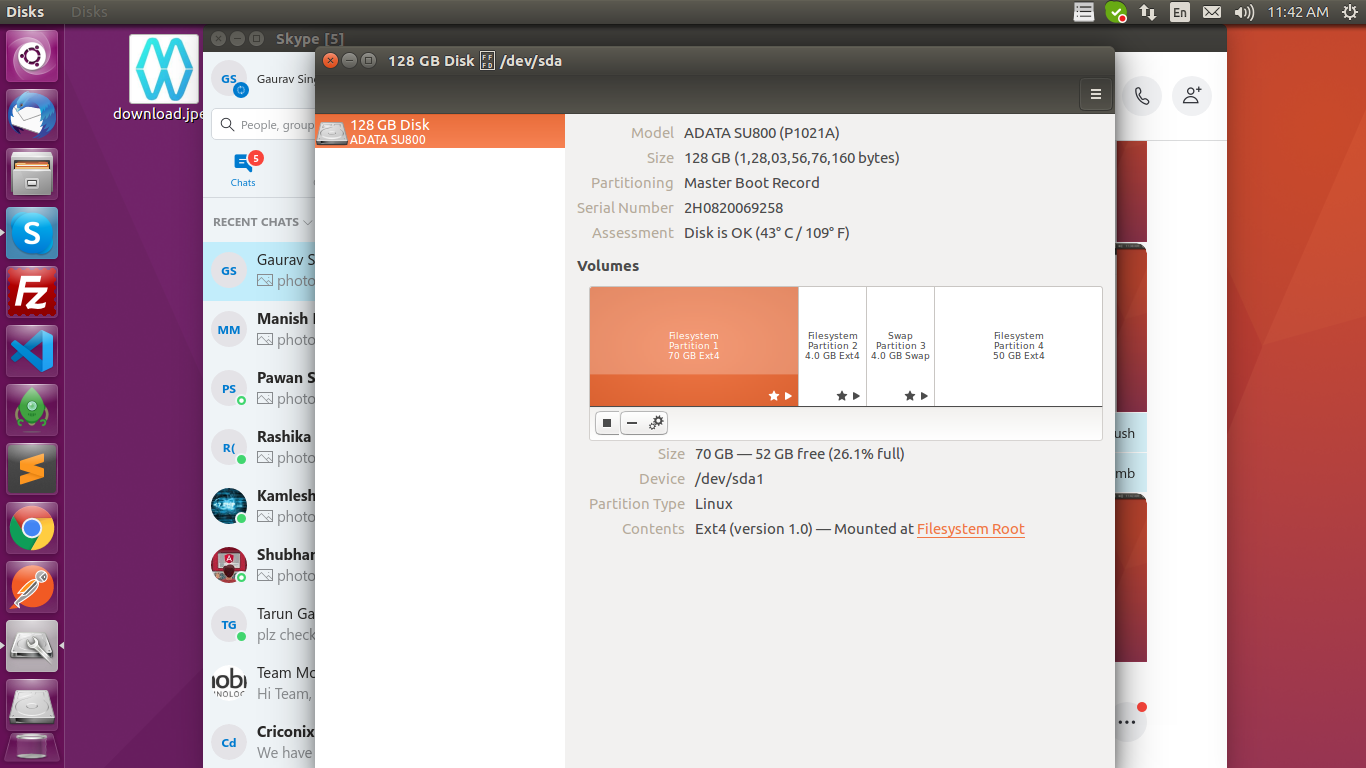 Disks
Disks
En
11:42 AM
download.jpe
Skype [5]
GS
Gaurav Sin
People, group
5
Chats
RECENT CHATS
GS
Gaurav S
photo
MM
Manish
photo
PS
Pawan S
photo
R(
Rashika
photo
Kamlesh
photo
Shubhan
photo
TG
Tarun Ga
plz check
Team Mo
Hi Team,
Cd
Criconix
We have
128 GB Disk /dev/sda
128 GB Disk
ADATA SU800
Model ADATA SU800 (P1021A)
Size 128 GB (1,28,03,56,76,160 bytes)
Partitioning Master Boot Record
Serial Number 2H0820069258
Assessment Disk is OK (43° C / 109° F)
Volumes
Filesystem
Partition 1
70 GB Ext4
Filesystem
Partition 2
4.0 GB Ext4
Swap
Partition 3
4.0 GB Swap
Filesystem
Partition 4
50 GB Ext4
Size 70 GB — 52 GB free (26.1% full)
Device /dev/sda1
Partition Type Linux
Contents Ext4 (version 1.0) — Mounted at Filesystem Root
ush
mb